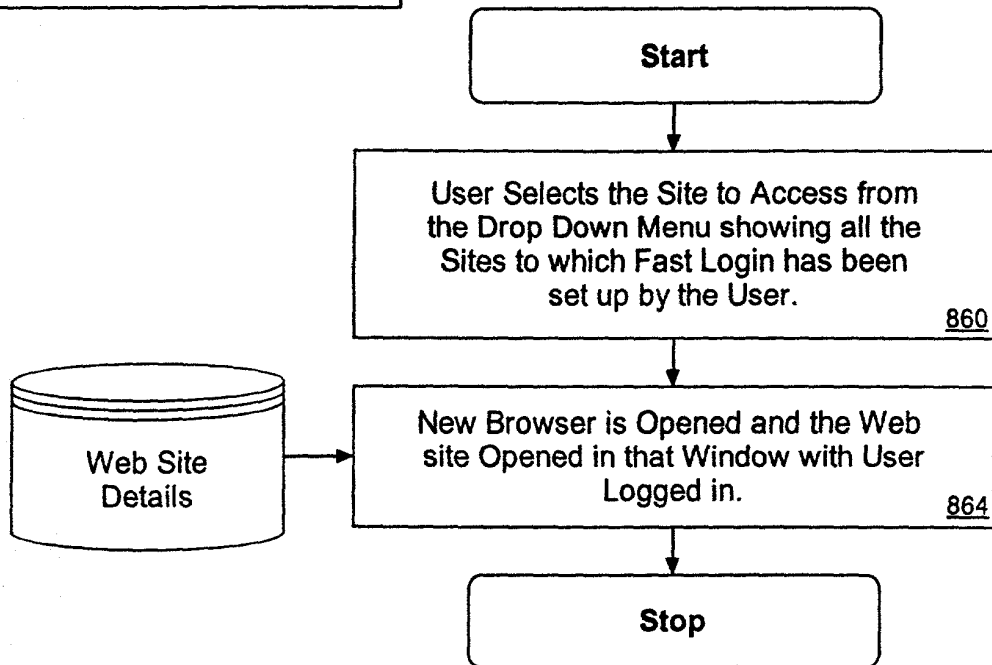 Start
User Selects the Site to Access from
the Drop Down Menu showing all the
Sites to which Fast Login has been
set up by the User.
860
Web Site
Details
New Browser is Opened and the Web
site Opened in that Window with User
Logged in.
864
Stop